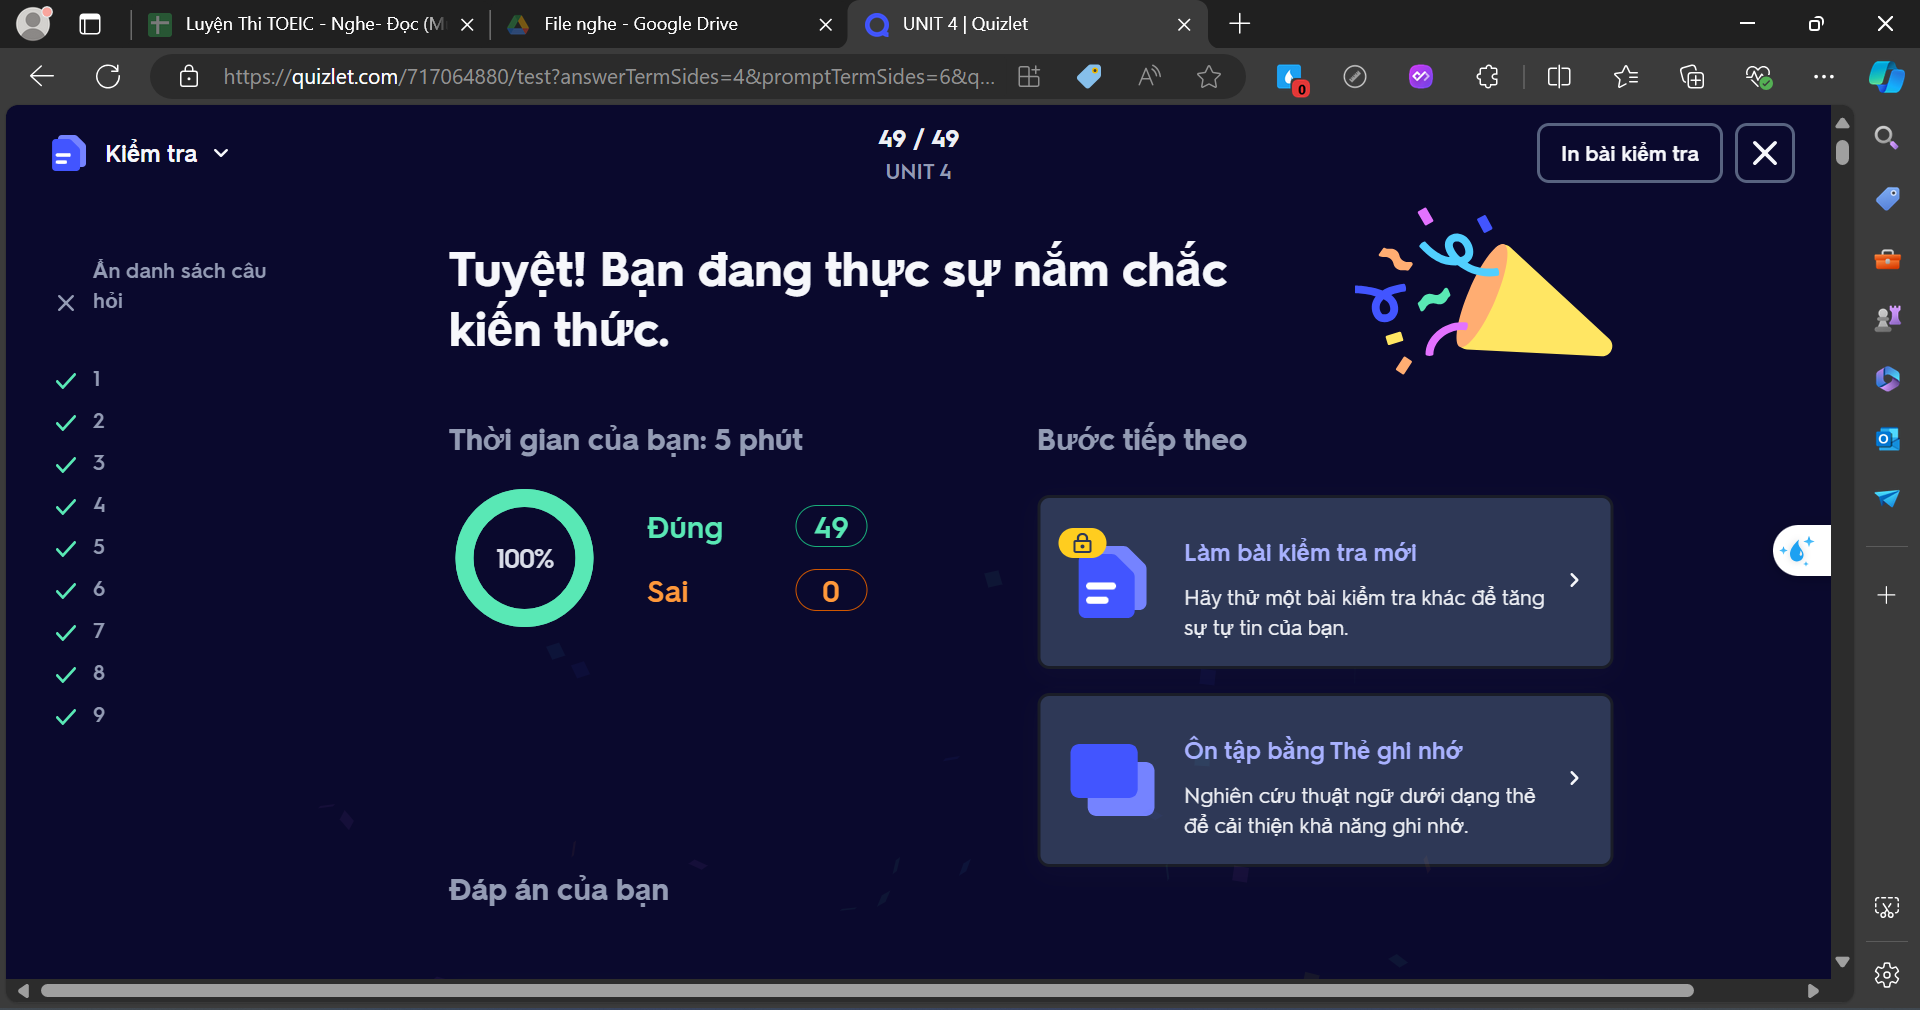 Luyện Thi TOEIC - Nghe- Đọc (M
File nghe - Google Drive
UNIT 4 | Quizlet
https://quizlet.com/717064880/test?answerTermSides=4&promptTermSides=6&q...
0
Kiểm tra
49 / 49
UNIT 4
In bài kiểm tra
Ẩn danh sách câu
hỏi
1
2
3
4
5
6
7
8
9
Tuyệt! Bạn đang thực sự nắm chắc
kiến thức.
Thời gian của bạn: 5 phút
100%
Đúng 49
Sai 0
Bước tiếp theo
Làm bài kiểm tra mới
Hãy thử một bài kiểm tra khác để tăng
sự tự tin của bạn.
Ôn tập bằng Thẻ ghi nhớ
Nghiên cứu thuật ngữ dưới dạng thẻ
để cải thiện khả năng ghi nhớ.
Đáp án của bạn